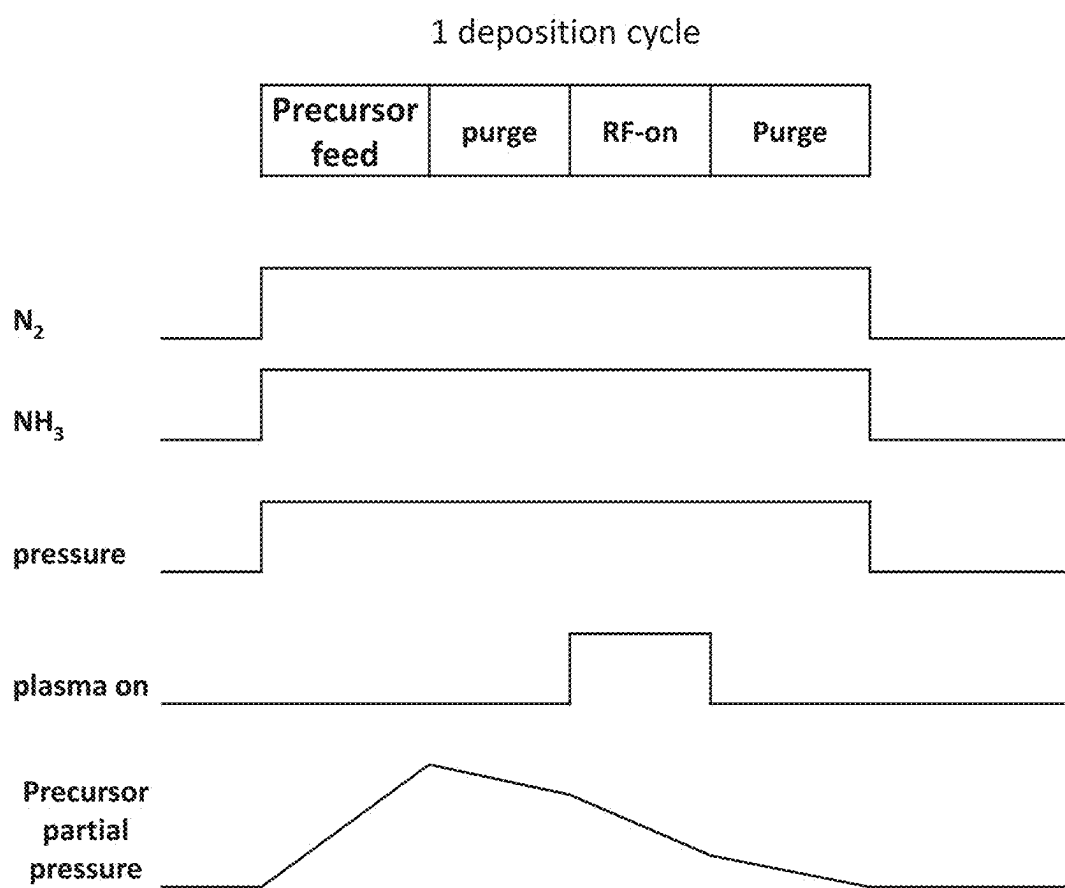 1 deposition cycle
Precursor
feed
purge
RF-on
Purge
N₂
NH₃
pressure
plasma on
Precursor
partial
pressure